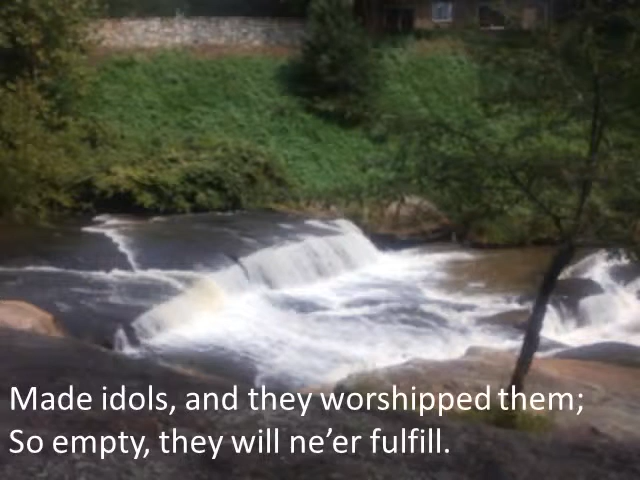 Made idols, and they worshipped them;
So empty, they will ne’er fulfill.